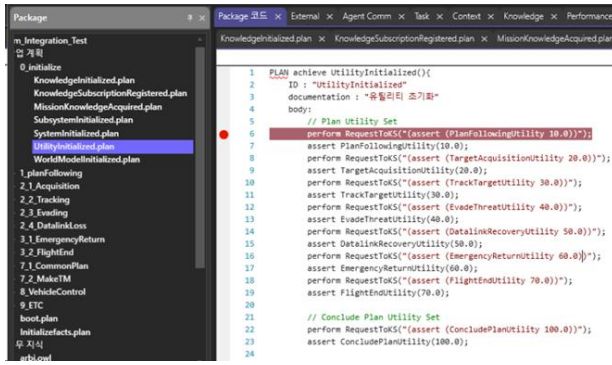 Package
m_Integration_Test
업 계획
0_initialize
KnowledgeInitialized.plan
KnowledgeSubscriptionRegistered.plan
MissionKnowledgeAcquired.plan
SubsystemInitialized.plan
SystemInitialized.plan
UtilityInitialized.plan
WorldModelInitialized.plan
1_planFollowing
2_1_Acquisition
2_2_Tracking
2_3_Evading
2_4_DatalinkLoss
3_1_EmergencyReturn
3_2_FlightEnd
7_1_CommonPlan
7_2_MakeTM
8_VehicleControl
9_ETC
boot.plan
Initializefacts.plan
무 지식
arbi.owl
Package 코드 × External × Agent Comm × Task × Context × Knowledge × Performance
KnowledgeInitialized.plan × KnowledgeSubscriptionRegistered.plan × MissionKnowledgeAcquired.plan
1 PLAN achieve UtilityInitialized(){
2 ID : "UtilityInitialized"
3 documentation : "유틸리티 초기화"
4 body:
5 // Plan Utility Set
6 perform RequestToKS("(assert (PlanFollowingUtility 10.0))");
7 assert PlanFollowingUtility(10.0);
8 perform RequestToKS("(assert (TargetAcquisitionUtility 20.0))");
9 assert TargetAcquisitionUtility(20.0);
10 perform RequestToKS("(assert (TrackTargetUtility 30.0))");
11 assert TrackTargetUtility(30.0);
12 perform RequestToKS("(assert (EvadeThreatUtility 40.0))");
13 assert EvadeThreatUtility(40.0);
14 perform RequestToKS("(assert (DatalinkRecoveryUtility 50.0))");
15 assert DatalinkRecoveryUtility(50.0);
16 perform RequestToKS("(assert (EmergencyReturnUtility 60.0))");
17 assert EmergencyReturnUtility(60.0);
18 perform RequestToKS("(assert (FlightEndUtility 70.0))");
19 assert FlightEndUtility(70.0);
20
21 // Conclude Plan Utility Set
22 perform RequestToKS("(assert (ConcludePlanUtility 100.0))");
23 assert ConcludePlanUtility(100.0);
24